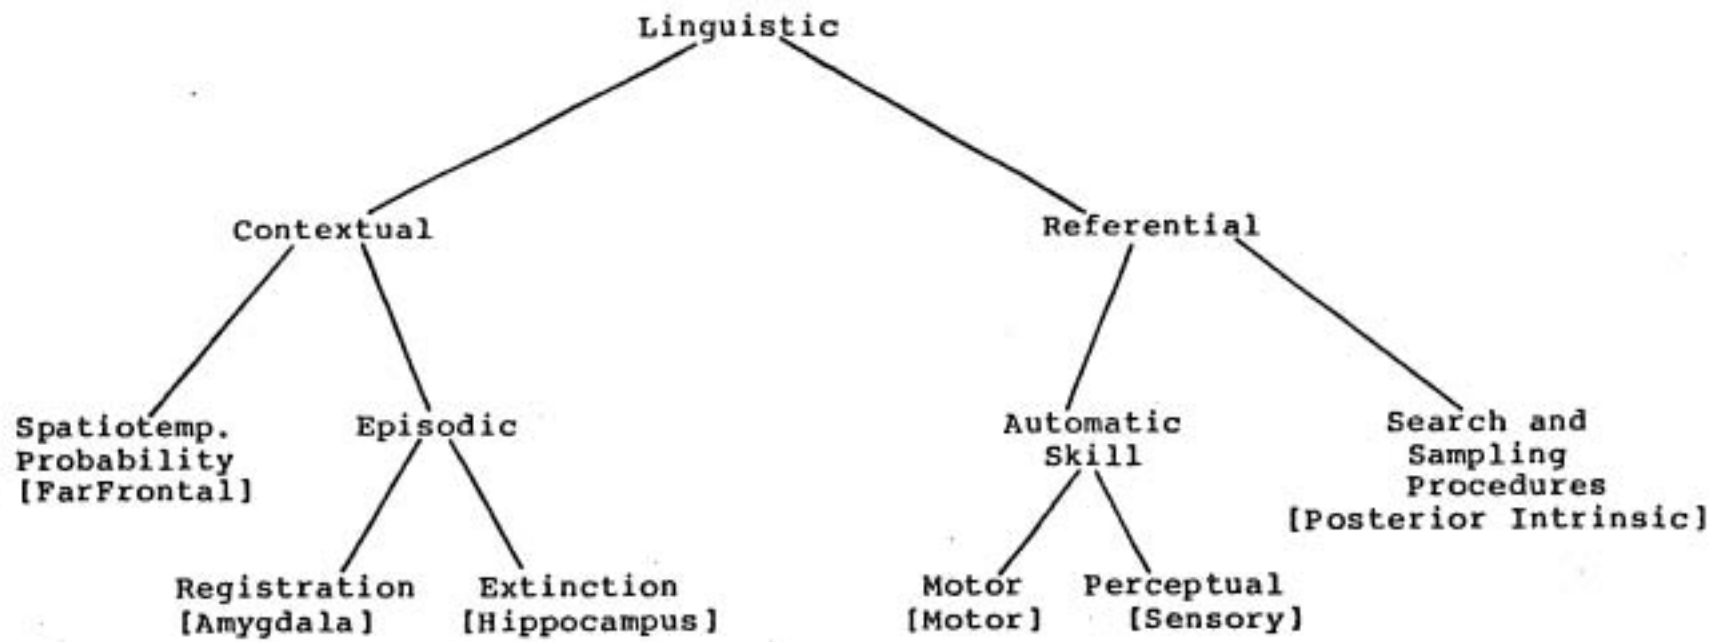 Linguistic
Contextual
Referential
Spatiotemp.
Probability
[FarFrontal]
Episodic
Automatic
Skill
Search and
Sampling
Procedures
[Posterior Intrinsic]
Registration
[Amygdala]
Extinction
[Hippocampus]
Motor
[Motor]
Perceptual
[Sensory]